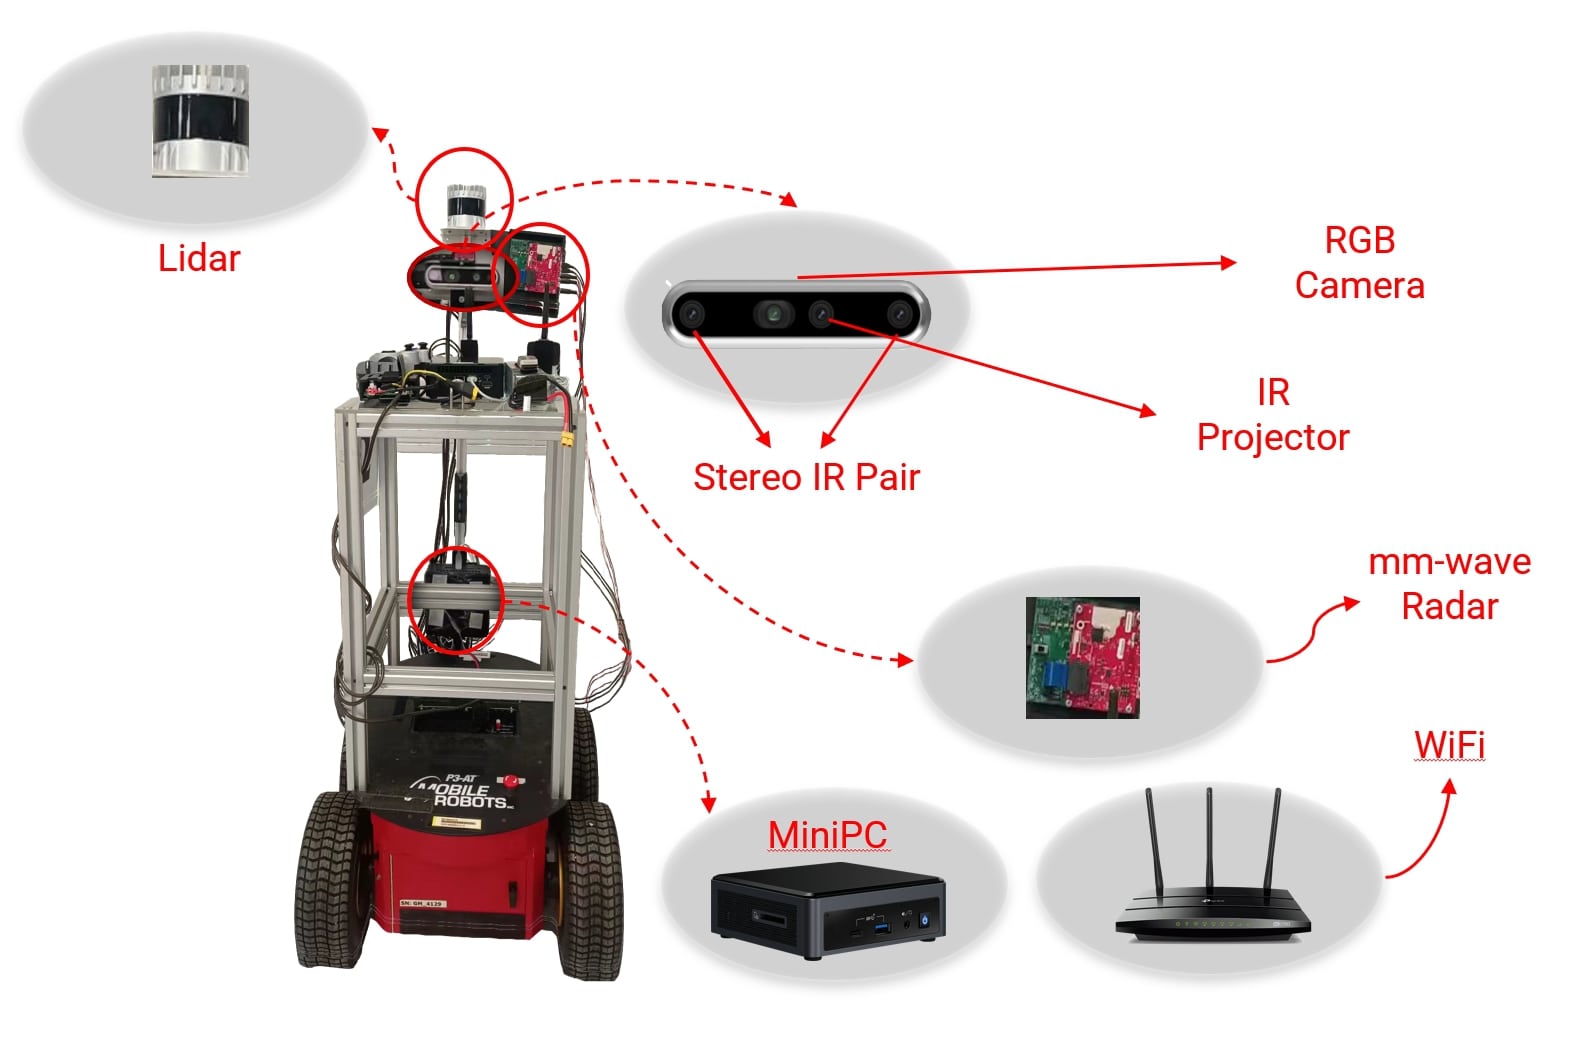 Lidar
RGB
Camera
IR
Projector
Stereo IR Pair
mm-wave
Radar
WiFi
MiniPC
P3-AT
MOBILE
ROBOTS
SN: GM_4129